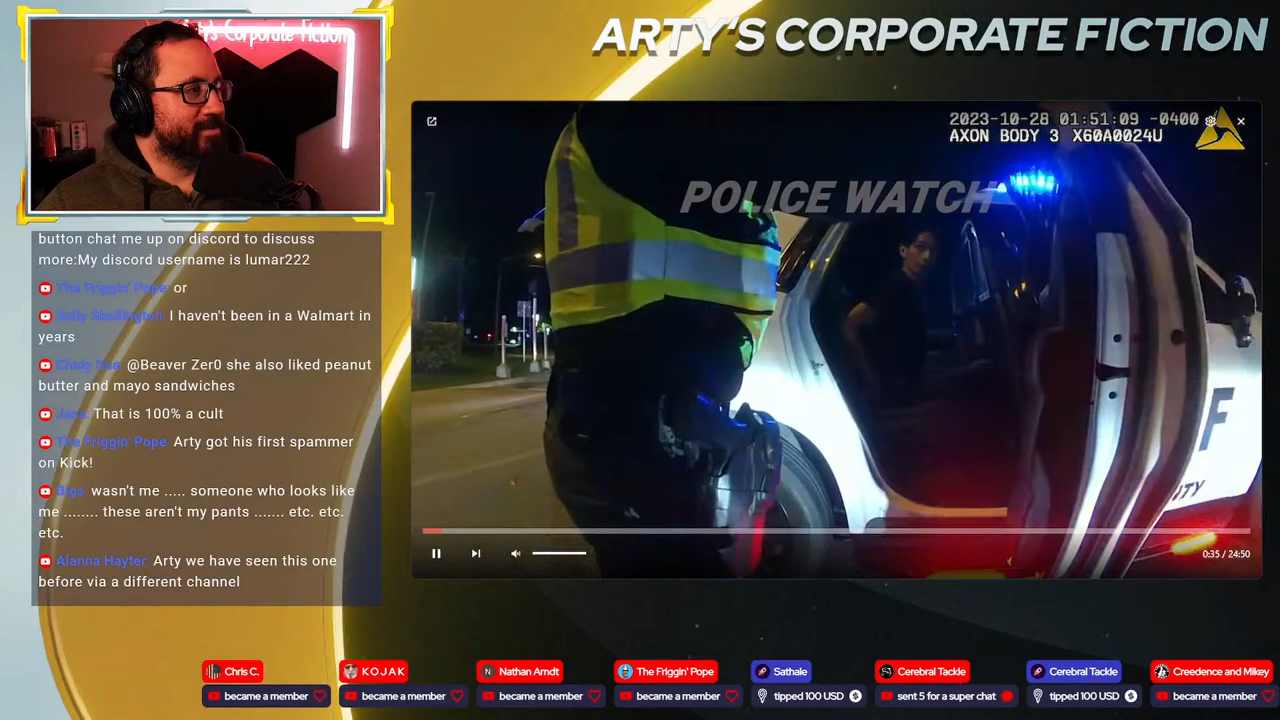 Arty's Corporate Fiction
ARTY'S CORPORATE FICTION
2023-10-28 01:51:09 -0400
AXON BODY 3 X60A0024U
POLICE WATCH
F
ITY
0:35 / 24:50
button chat me up on discord to discuss
more:My discord username is lumar222
The Friggin' Pope or
I haven't been in a Walmart in
years
Cindy Sue @Beaver Zer0 she also liked peanut
butter and mayo sandwiches
That is 100% a cult
The Friggin' Pope Arty got his first spammer
on Kick!
wasn't me ..... someone who looks like
me ........ these aren't my pants ....... etc. etc.
etc.
Alanna Hayter Arty we have seen this one
before via a different channel
Chris C.
became a member
KOJAK
became a member
Nathan Arndt
became a member
The Friggin' Pope
became a member
Sathale
tipped 100 USD
Cerebral Tackle
sent 5 for a super chat
Cerebral Tackle
tipped 100 USD
Creedence and Mikey
became a member